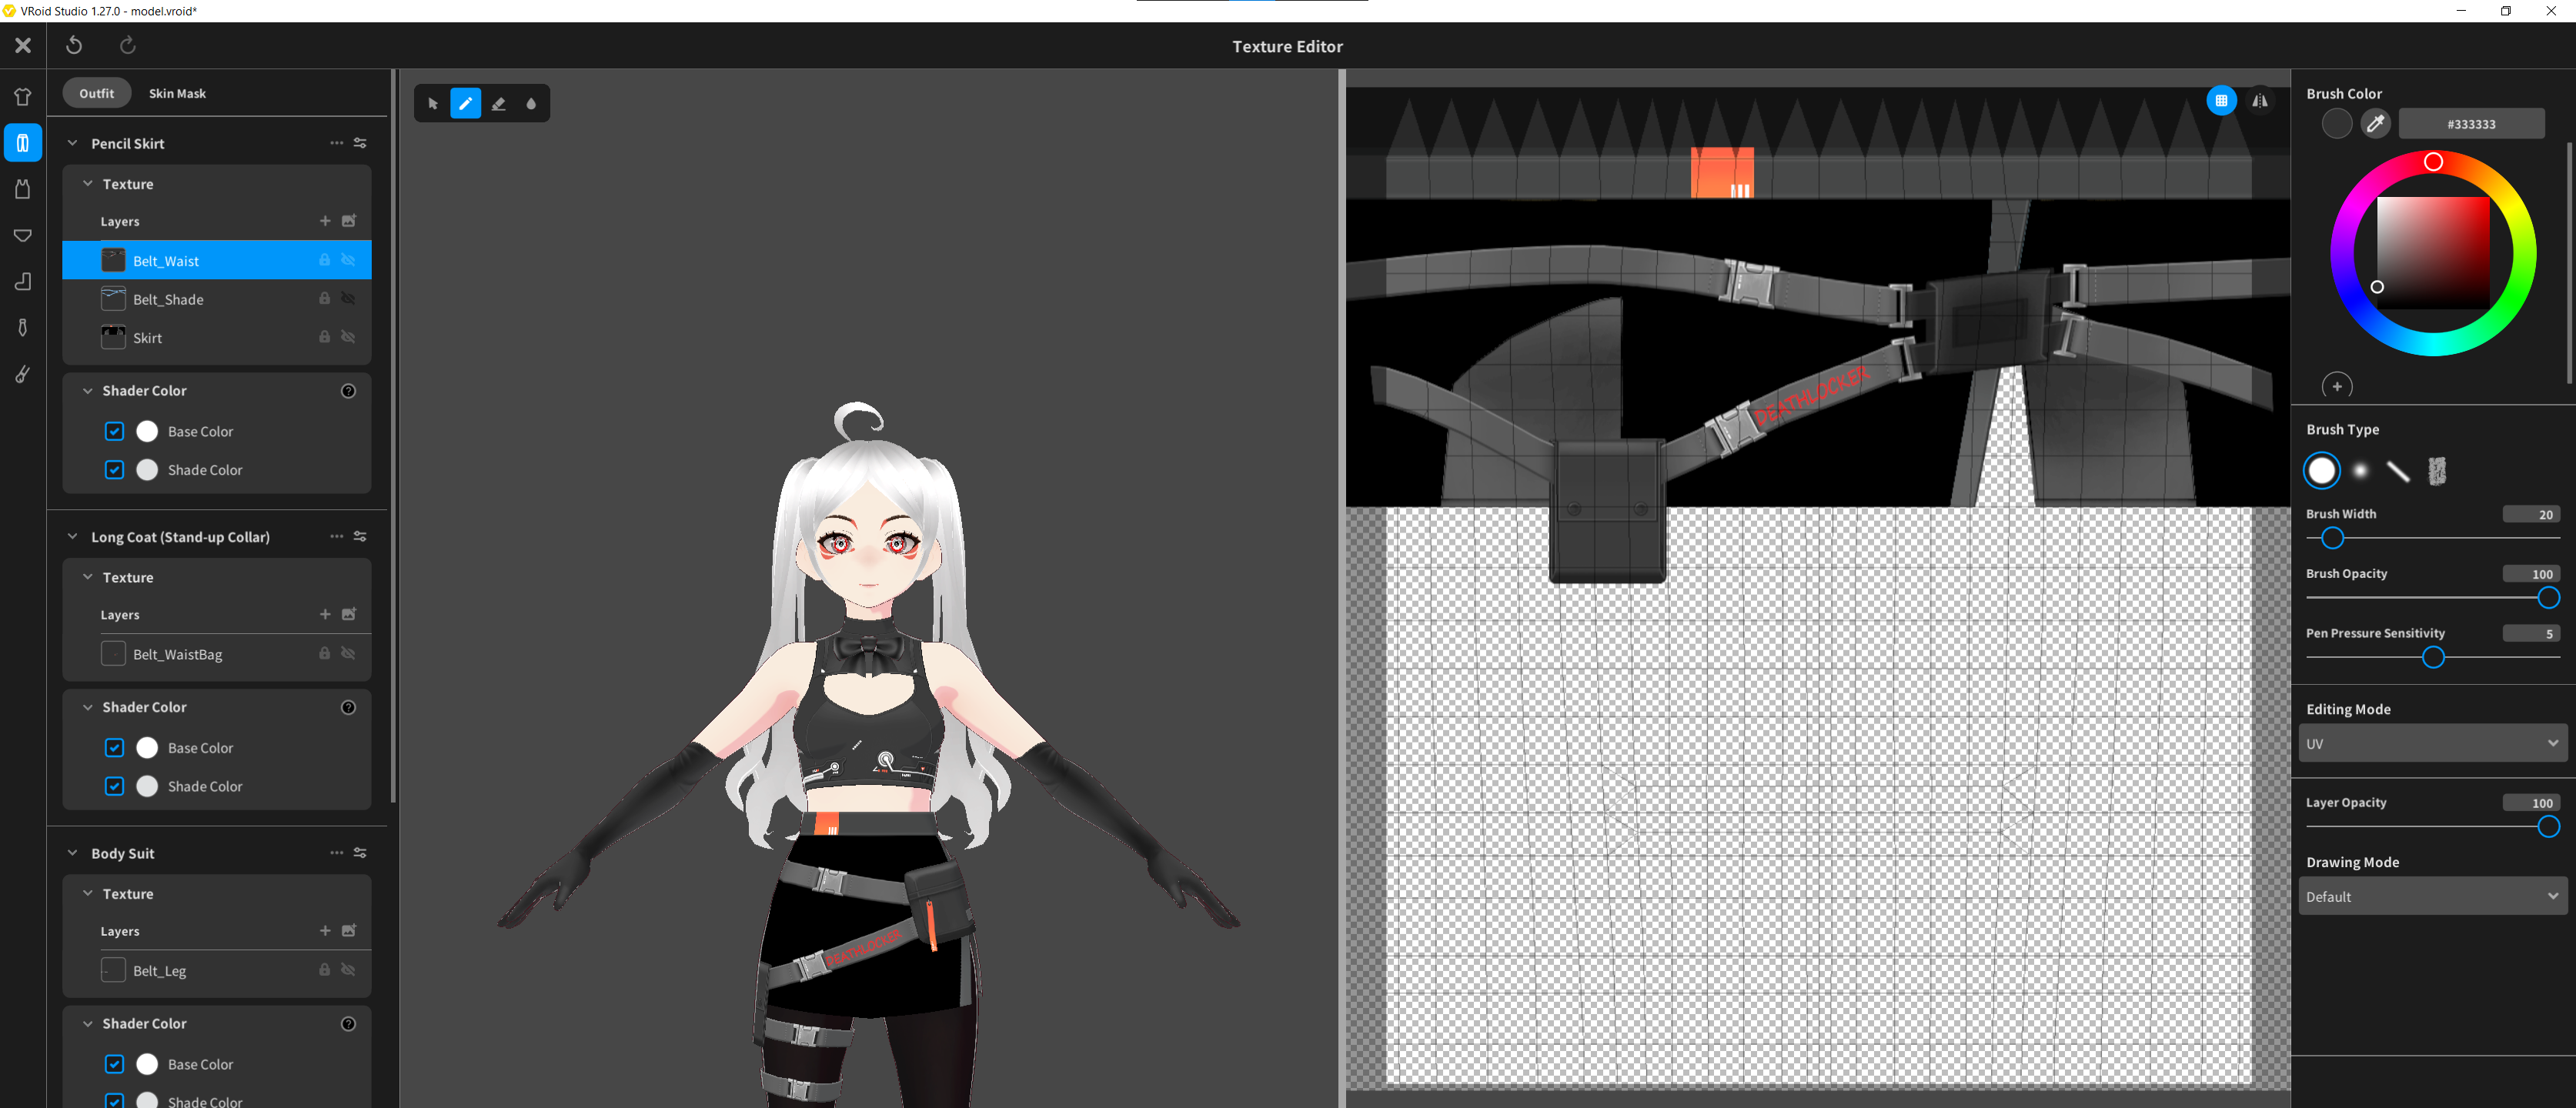 VRoid Studio 1.27.0 - model.vroid*
Texture Editor
Outfit
Skin Mask
Pencil Skirt
Texture
Layers
Belt_Waist
Belt_Shade
Skirt
Shader Color
Base Color
Shade Color
Long Coat (Stand-up Collar)
Texture
Layers
Belt_WaistBag
Shader Color
Base Color
Shade Color
Body Suit
Texture
Layers
Belt_Leg
Shader Color
Base Color
Shade Color
DEATHLOCKER
DEATHLOCKER
Brush Color
#333333
Brush Type
Brush Width
20
Brush Opacity
100
Pen Pressure Sensitivity
5
Editing Mode
UV
Layer Opacity
100
Drawing Mode
Default